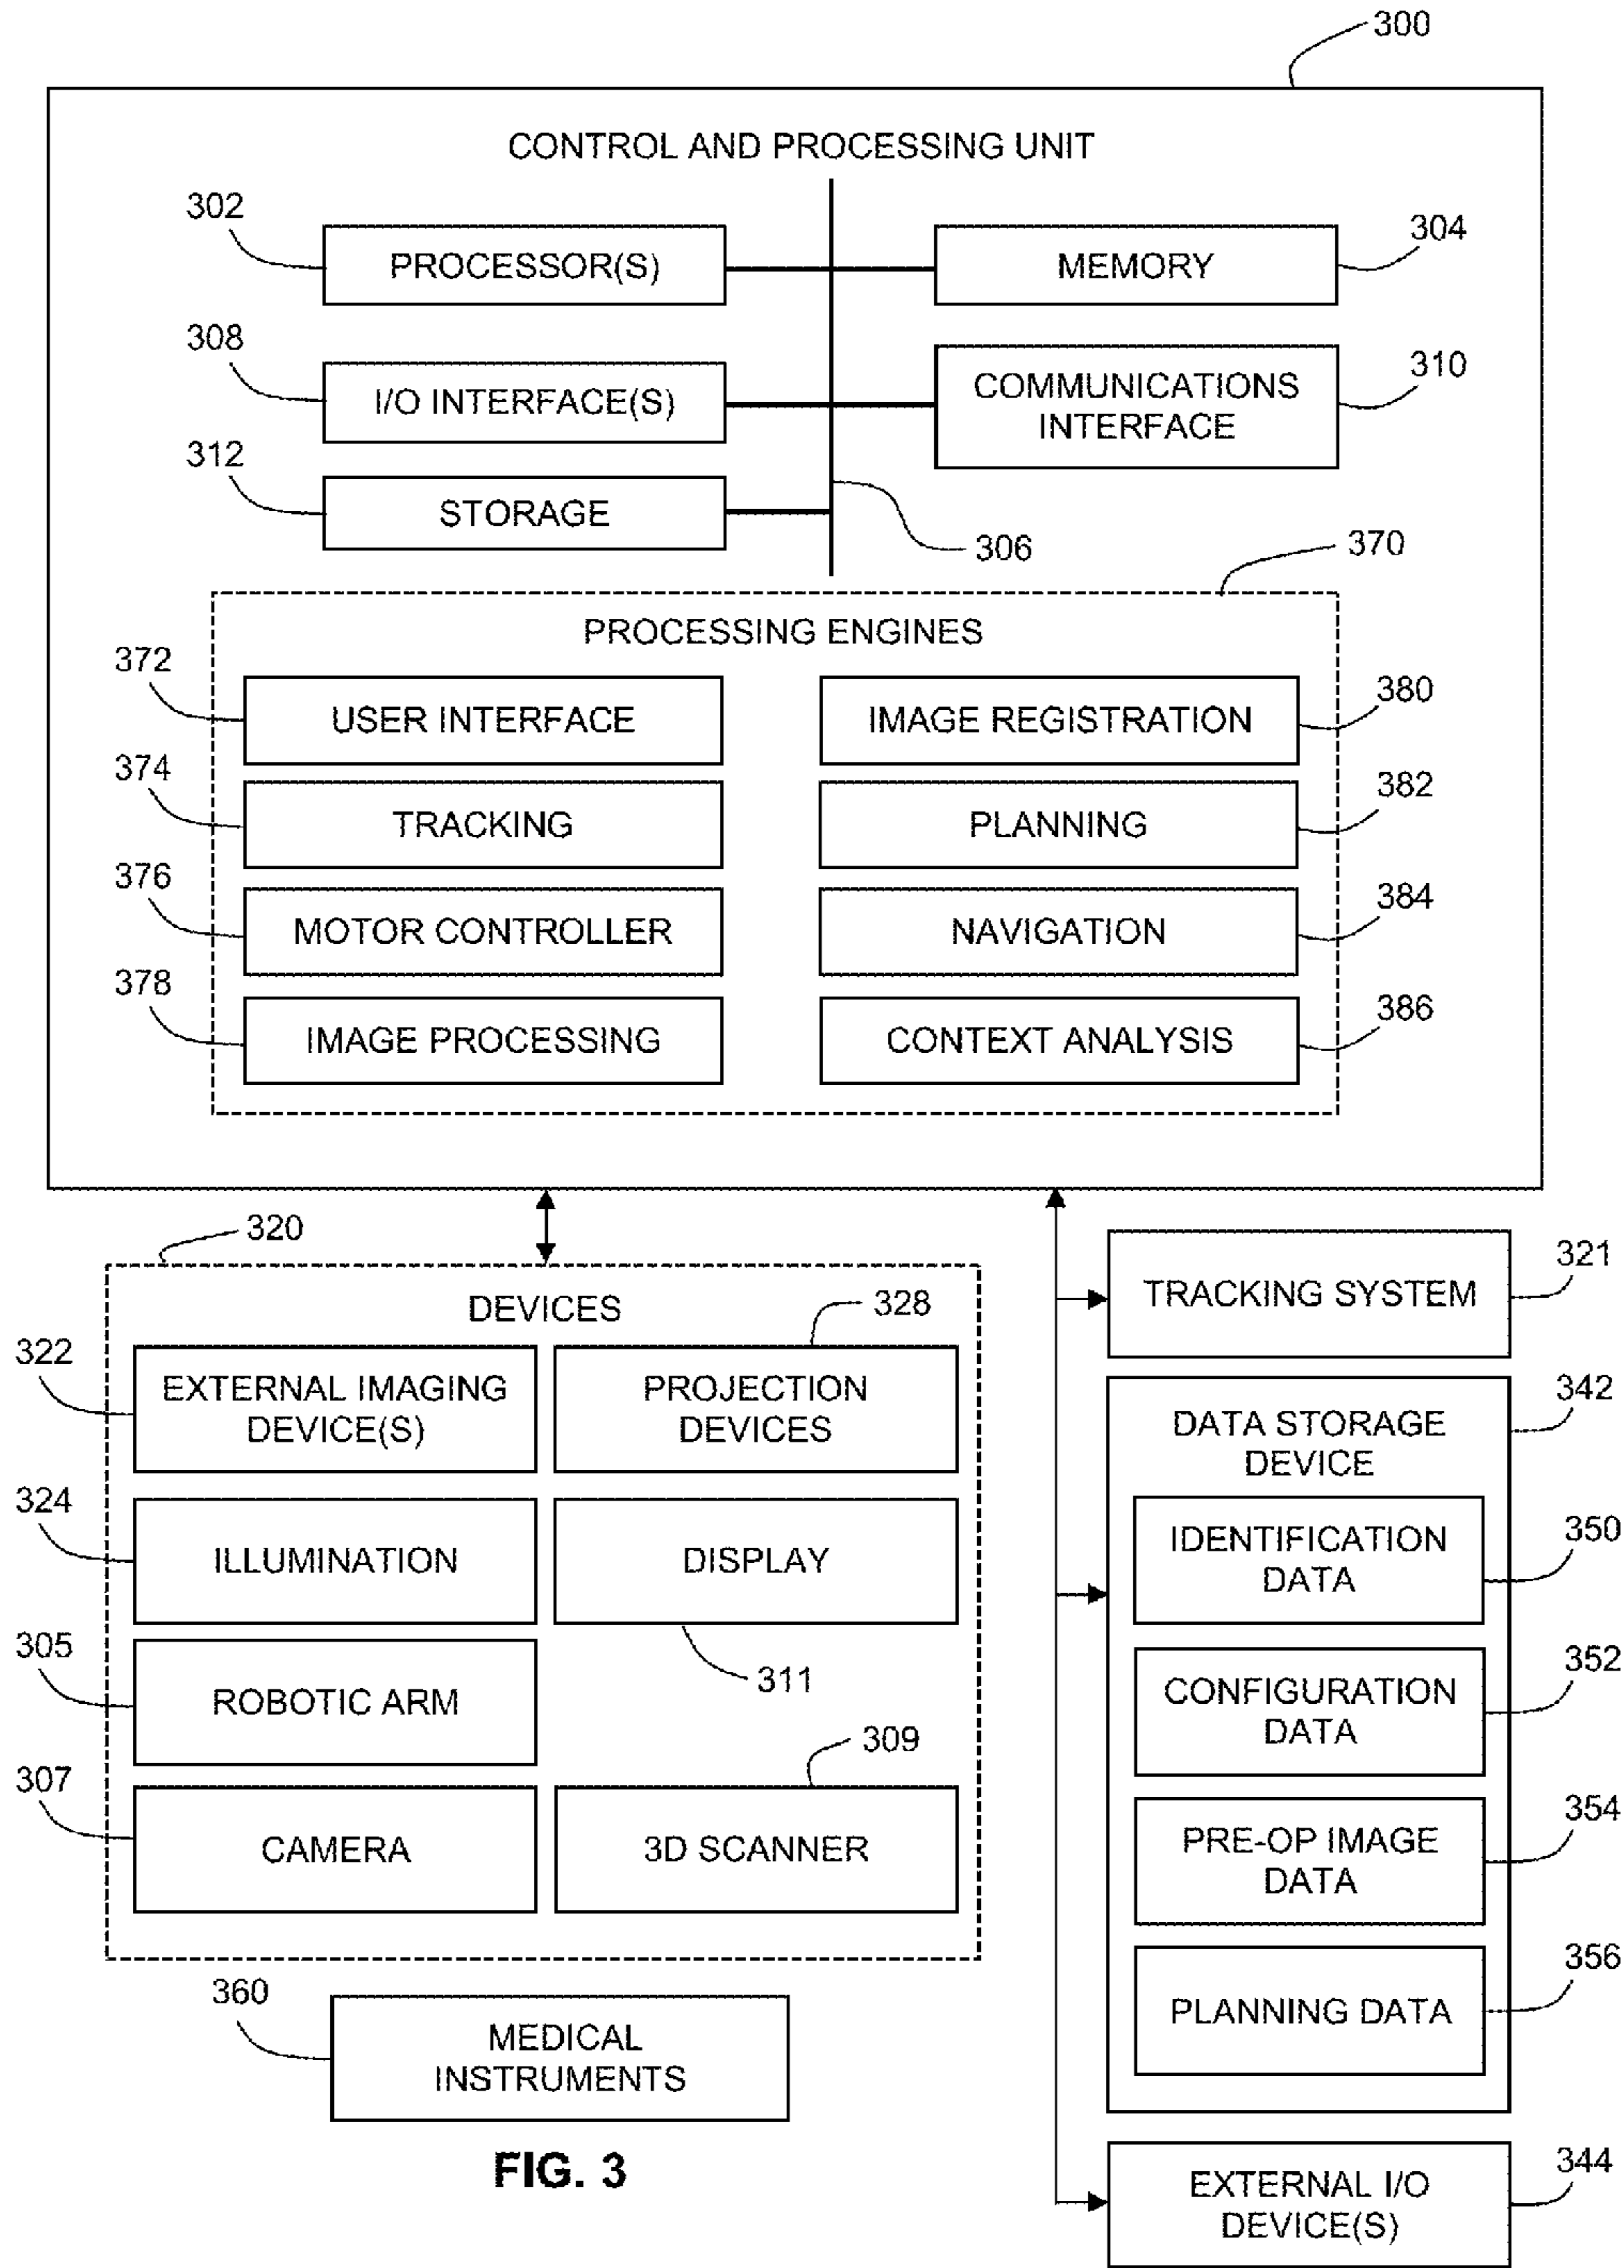 300
CONTROL AND PROCESSING UNIT
302
PROCESSOR(S)
MEMORY
304
308
I/O INTERFACE(S)
COMMUNICATIONS
INTERFACE
310
312
STORAGE
306
370
PROCESSING ENGINES
372
USER INTERFACE
IMAGE REGISTRATION
380
374
TRACKING
PLANNING
382
376
MOTOR CONTROLLER
NAVIGATION
384
378
IMAGE PROCESSING
CONTEXT ANALYSIS
386
320
DEVICES
328
322
EXTERNAL IMAGING
DEVICE(S)
PROJECTION
DEVICES
324
ILLUMINATION
DISPLAY
311
305
ROBOTIC ARM
309
307
CAMERA
3D SCANNER
360
MEDICAL
INSTRUMENTS
TRACKING SYSTEM
321
342
DATA STORAGE
DEVICE
IDENTIFICATION
DATA
350
CONFIGURATION
DATA
352
PRE-OP IMAGE
DATA
354
PLANNING DATA
356
EXTERNAL I/O
DEVICE(S)
344
FIG. 3